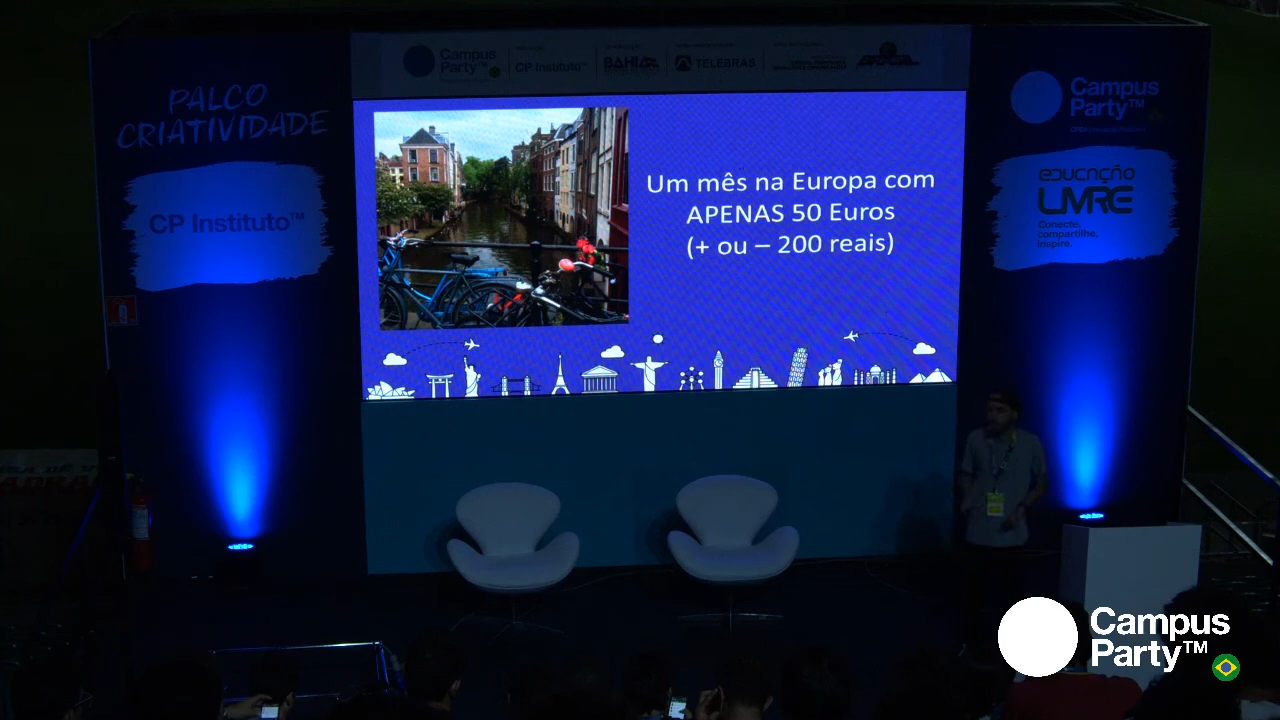 Campus
Party™
CP Instituto™
BAHIA
TELEBRAS
PALCO
CRIATIVIDADE
CP Instituto™
Um mês na Europa com
APENAS 50 Euros
(+ ou – 200 reais)
Campus
Party™
EDUCAÇÃO
LIVRE
Conecte,
compartilhe,
inspire.
Campus
Party™